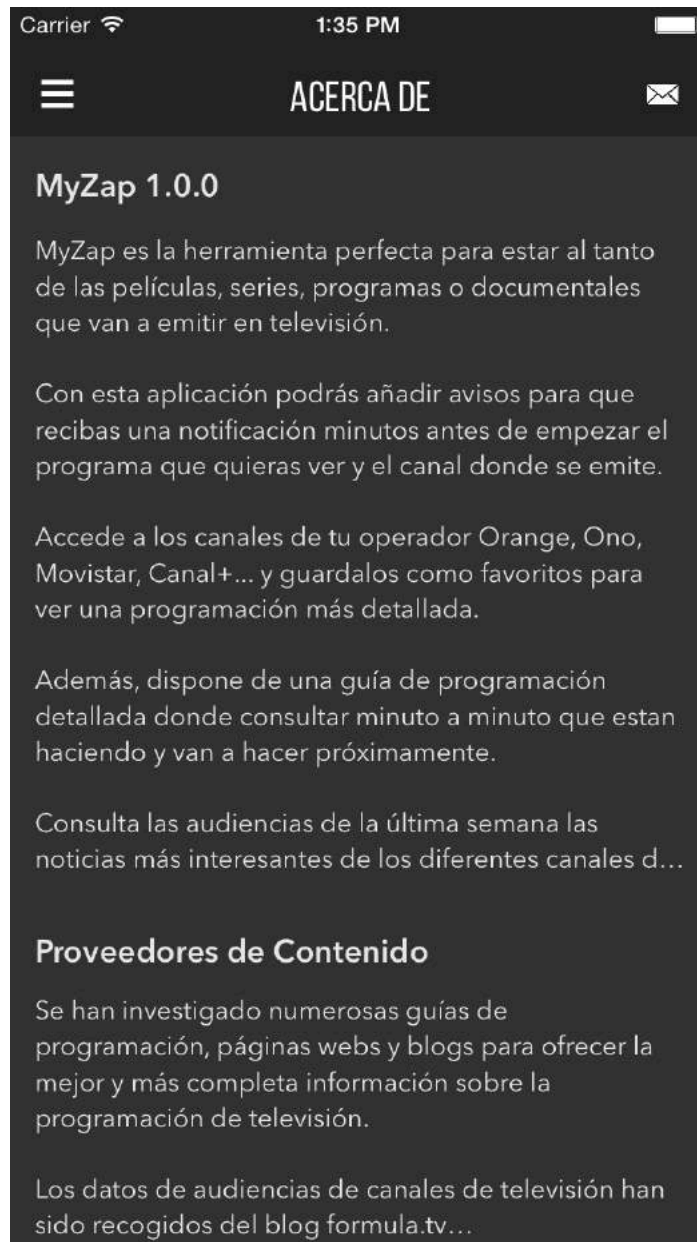 Carrier 1:35 PM
ACERCA DE
MyZap 1.0.0
MyZap es la herramienta perfecta para estar al tanto
de las películas, series, programas o documentales
que van a emitir en televisión.
Con esta aplicación podrás añadir avisos para que
recibas una notificación minutos antes de empezar el
programa que quieras ver y el canal donde se emite.
Accede a los canales de tu operador Orange, Ono,
Movistar, Canal+... y guardalos como favoritos para
ver una programación más detallada.
Además, dispone de una guía de programación
detallada donde consultar minuto a minuto que estan
haciendo y van a hacer próximamente.
Consulta las audiencias de la última semana las
noticias más interesantes de los diferentes canales d…
Proveedores de Contenido
Se han investigado numerosas guías de
programación, páginas webs y blogs para ofrecer la
mejor y más completa información sobre la
programación de televisión.
Los datos de audiencias de canales de televisión han
sido recogidos del blog formula.tv…